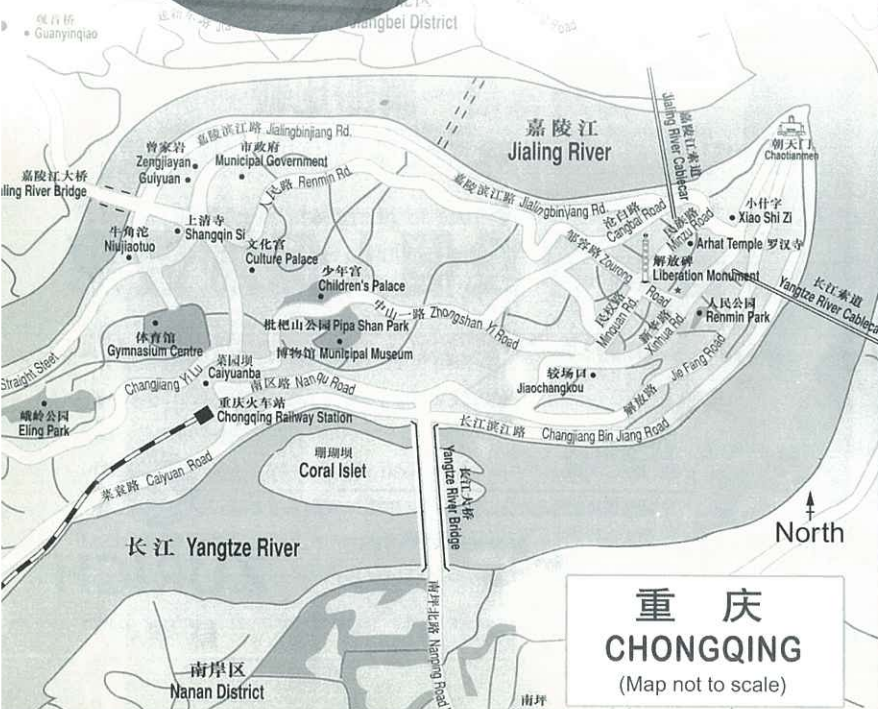 观音桥
Guanyinqiao
Jiangbei District
Road
嘉陵江
Jialing River
嘉陵江索道
Jialing River Cablecar
朝天门
Chaotianmen
曾家岩
Zengjiayan
Guiyuan
嘉陵滨江路 Jialingbinjiang Rd.
市政府
Municipal Government
嘉陵江大桥
ling River Bridge
民路 Renmin Rd.
嘉陵滨江路 Jialingbinyang Rd.
沧白路
Cangbai Road
民族路
Minzu Road
小什字
Xiao Shi Zi
上清寺
Shangqin Si
牛角沱
Niujiaotuo
文化宫
Culture Palace
邹容路 Zourong
Road
Arhat Temple 罗汉寺
解放碑
Liberation Monument
长江索道
Yangtze River Cableca
少年宫
Children's Palace
中山一路 Zhongshan Yi Road
民权路
Minquan Rd.
新华路
Xinhua Rd.
人民公园
Renmin Park
枇杷山公园 Pipa Shan Park
博物馆 Municipal Museum
体育馆
Gymnasium Centre
菜园坝
Caiyuanba
Straight Steet
Changjiang Yi Lu
南区路 Nan Qu Road
较场口
Jiaochangkou
解放路 Jie Fang Road
峨岭公园
Eling Park
重庆火车站
Chongqing Railway Station
长江滨江路 Changjiang Bin Jiang Road
珊瑚坝
Coral Islet
长江大桥
Yangtze River Bridge
菜袁路 Caiyuan Road
长江 Yangtze River
North
南坪北路 Nanping Road
南岸区
Nanan District
南坪
重庆
CHONGQING
(Map not to scale)